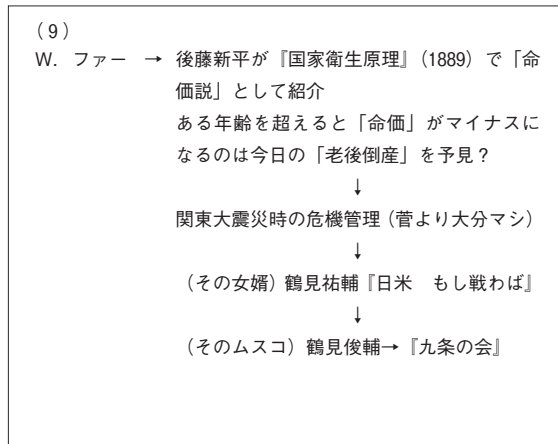 (9)
W. ファー → 後藤新平が『国家衛生原理』(1889) で「命
価説」として紹介
ある年齢を超えると「命価」がマイナスに
なるのは今日の「老後倒産」を予見？
↓
関東大震災時の危機管理 (菅より大分マシ)
↓
(その女婿) 鶴見祐輔『日米　もし戦わば』
↓
(そのムスコ) 鶴見俊輔→『九条の会』